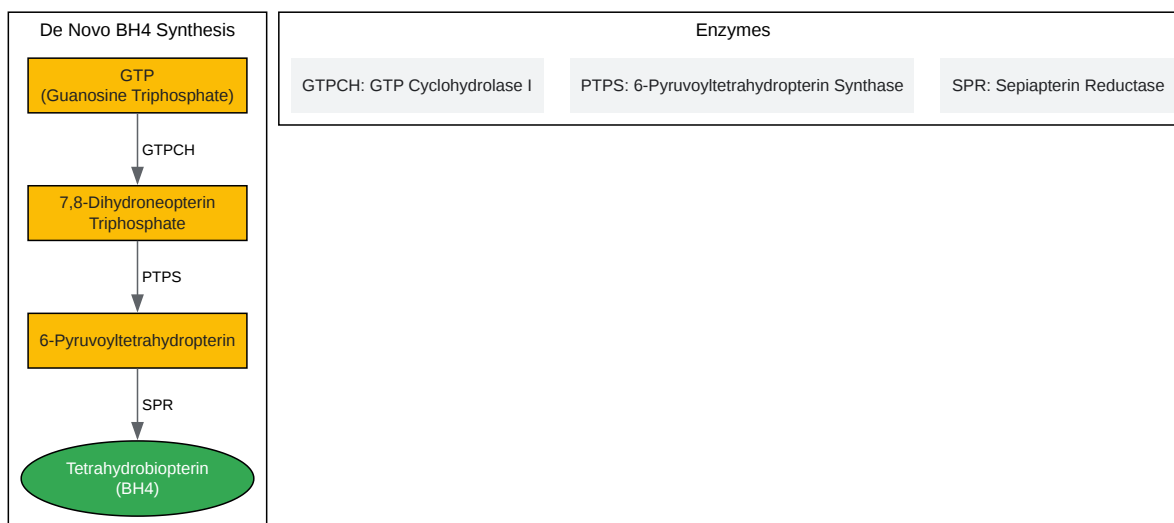 De Novo BH4 Synthesis
GTP
(Guanosine Triphosphate)
GTPCH
7,8-Dihydroneopterin
Triphosphate
PTPS
6-Pyruvoyltetrahydropterin
SPR
Tetrahydrobiopterin
(BH4)
Enzymes
GTPCH: GTP Cyclohydrolase I
PTPS: 6-Pyruvoyltetrahydropterin Synthase
SPR: Sepiapterin Reductase